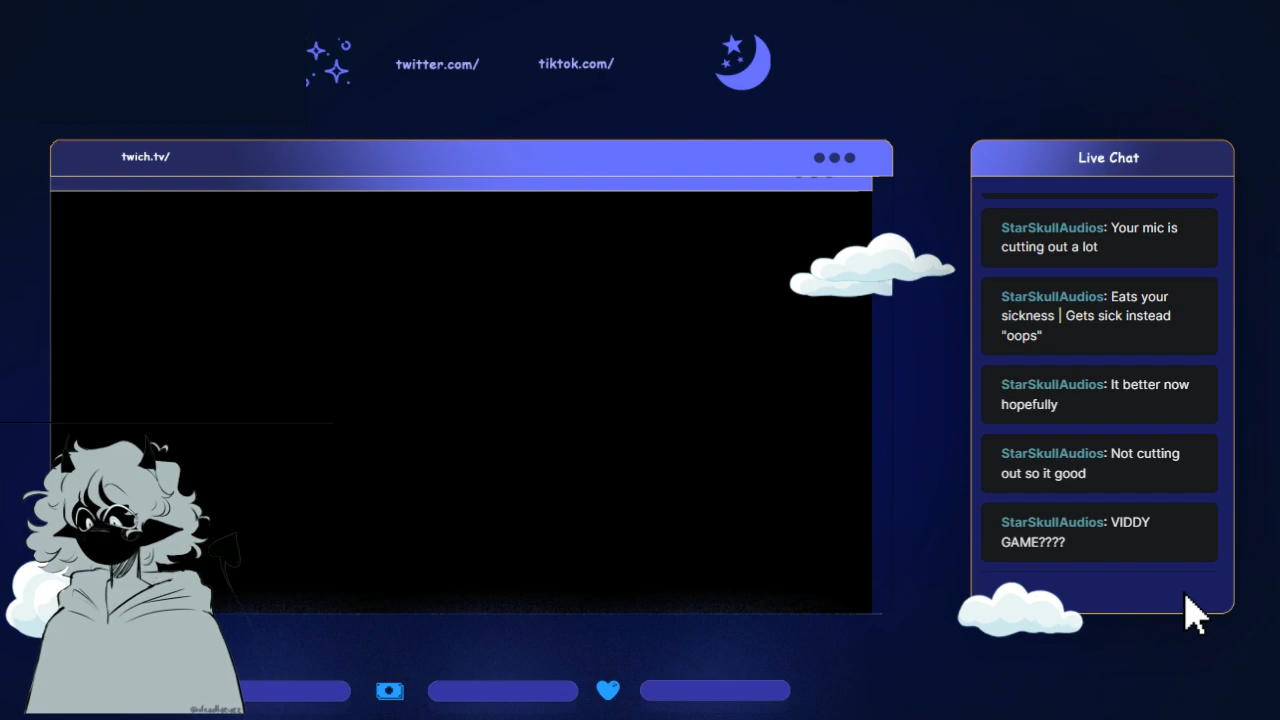 twitter.com/
tiktok.com/
twich.tv/
Live Chat
StarSkullAudios: Your mic is
cutting out a lot
StarSkullAudios: Eats your
sickness | Gets sick instead
"oops"
StarSkullAudios: It better now
hopefully
StarSkullAudios: Not cutting
out so it good
StarSkullAudios: VIDDY
GAME????